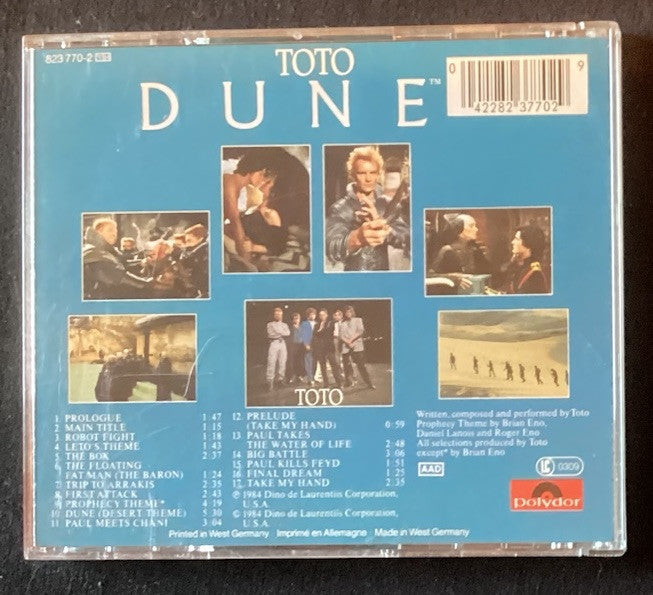 823 770-2
TOTO
DUNE™
0 42282 37702 9
TOTO
1. PROLOGUE 1:47
2 MAIN TITLE 1:15
3 ROBOT FIGHT 1:18
4 LETO'S THEME 1:43
5 THE BOX 2:37
6 THE FLOATING
FAT MAN (THE BARON) 1:24
7 TRIP TO ARRAKIS 2:35
8 FIRST ATTACK 2:43
9 PROPHECY THEME* 4:19
10 DUNE (DESERT THEME) 5:30
11 PAUL MEETS CHANI 3:04
12. PRELUDE
(TAKE MY HAND) 0:59
13 PAUL TAKES
THE WATER OF LIFE 2:48
14 BIG BATTLE 3:06
15 PAUL KILLS FEYD 1:51
16 FINAL DREAM 1:25
17 TAKE MY HAND 2:35
℗ 1984 Dino de Laurentiis Corporation,
U.S.A.
© 1984 Dino de Laurentiis Corporation,
U.S.A.
Written, composed and performed by Toto
Prophecy Theme by Brian Eno,
Daniel Lanois and Roger Eno
All selections produced by Toto
except* by Brian Eno
AAD
LC 0309
polydor
Printed in West Germany Imprimé en Allemagne Made in West Germany